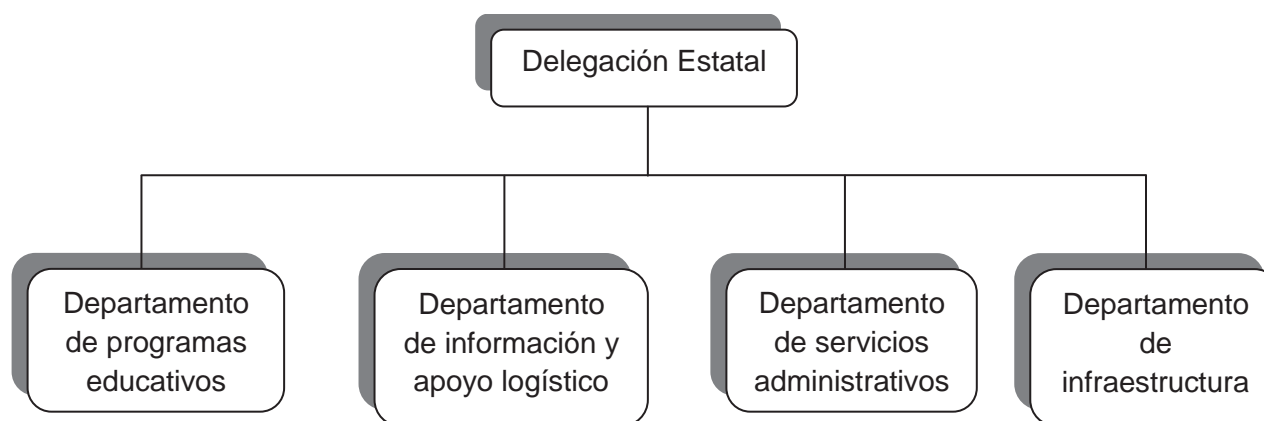 Delegación Estatal
Departamento
de programas
educativos
Departamento
de información y
apoyo logístico
Departamento
de servicios
administrativos
Departamento
de
infraestructura